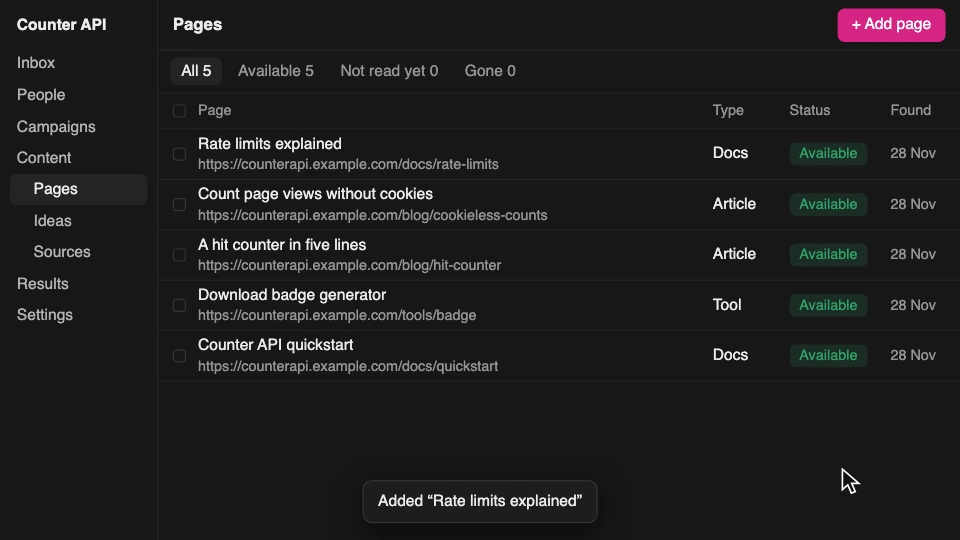 Counter API
Inbox
People
Campaigns
Content
Pages
Ideas
Sources
Results
Settings
Pages
+ Add page
All 5 Available 5 Not read yet 0 Gone 0
Page Type Status Found
Rate limits explained
https://counterapi.example.com/docs/rate-limits
Docs Available 28 Nov
Count page views without cookies
https://counterapi.example.com/blog/cookieless-counts
Article Available 28 Nov
A hit counter in five lines
https://counterapi.example.com/blog/hit-counter
Article Available 28 Nov
Download badge generator
https://counterapi.example.com/tools/badge
Tool Available 28 Nov
Counter API quickstart
https://counterapi.example.com/docs/quickstart
Docs Available 28 Nov
Added “Rate limits explained”